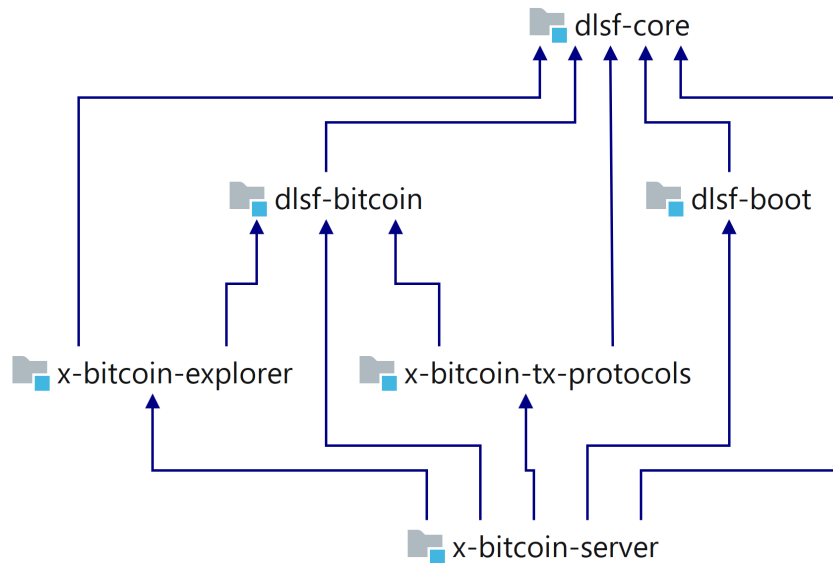 dlsf-core
dlsf-bitcoin
dlsf-boot
x-bitcoin-explorer
x-bitcoin-tx-protocols
x-bitcoin-server